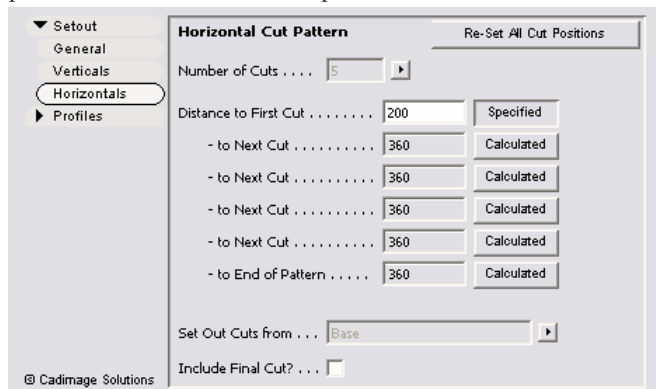 Setout
General
Verticals
Horizontals
Profiles
© Cadimage Solutions
Horizontal Cut Pattern
Re-Set All Cut Positions
Number of Cuts . . . . 5
Distance to First Cut . . . . . . . . 200 Specified
- to Next Cut . . . . . . . . . . 360 Calculated
- to Next Cut . . . . . . . . . . 360 Calculated
- to Next Cut . . . . . . . . . . 360 Calculated
- to Next Cut . . . . . . . . . . 360 Calculated
- to End of Pattern . . . . . 360 Calculated
Set Out Cuts from . . . Base
Include Final Cut? . . .